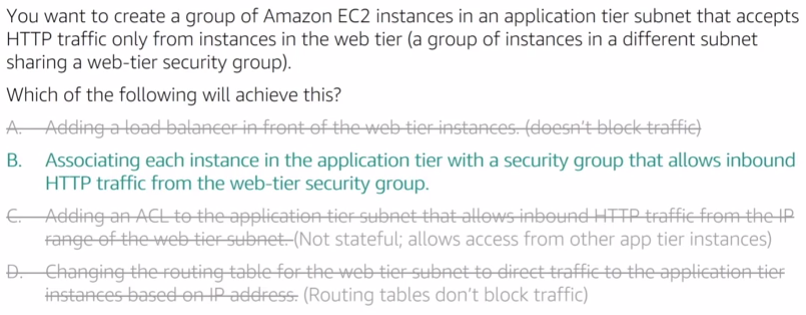 You want to create a group of Amazon EC2 instances in an application tier subnet that accepts
HTTP traffic only from instances in the web tier (a group of instances in a different subnet
sharing a web-tier security group).
Which of the following will achieve this?
A. Adding a load balancer in front of the web tier instances. (doesn't block traffic)
B. Associating each instance in the application tier with a security group that allows inbound
HTTP traffic from the web-tier security group.
C. Adding an ACL to the application tier subnet that allows inbound HTTP traffic from the IP
range of the web tier subnet. (Not stateful; allows access from other app tier instances)
D. Changing the routing table for the web tier subnet to direct traffic to the application tier
instances based on IP address. (Routing tables don't block traffic)